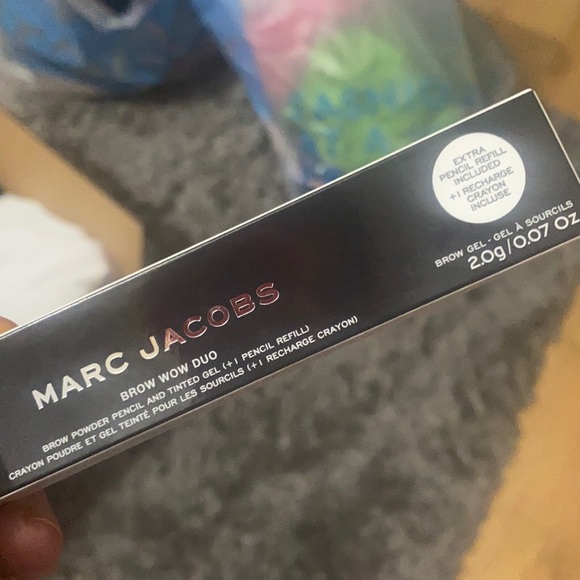 EXTRA
PENCIL REFILL
INCLUDED
+1 RECHARGE
CRAYON
INCLUSE
BROW GEL - GEL À SOURCILS
2.0g/0.07 Oz
MARC JACOBS
BROW WOW DUO
BROW POWDER PENCIL AND TINTED GEL (+1 PENCIL REFILL)
CRAYON POUDRE ET GEL TEINTÉ POUR LES SOURCILS (+1 RECHARGE CRAYON)